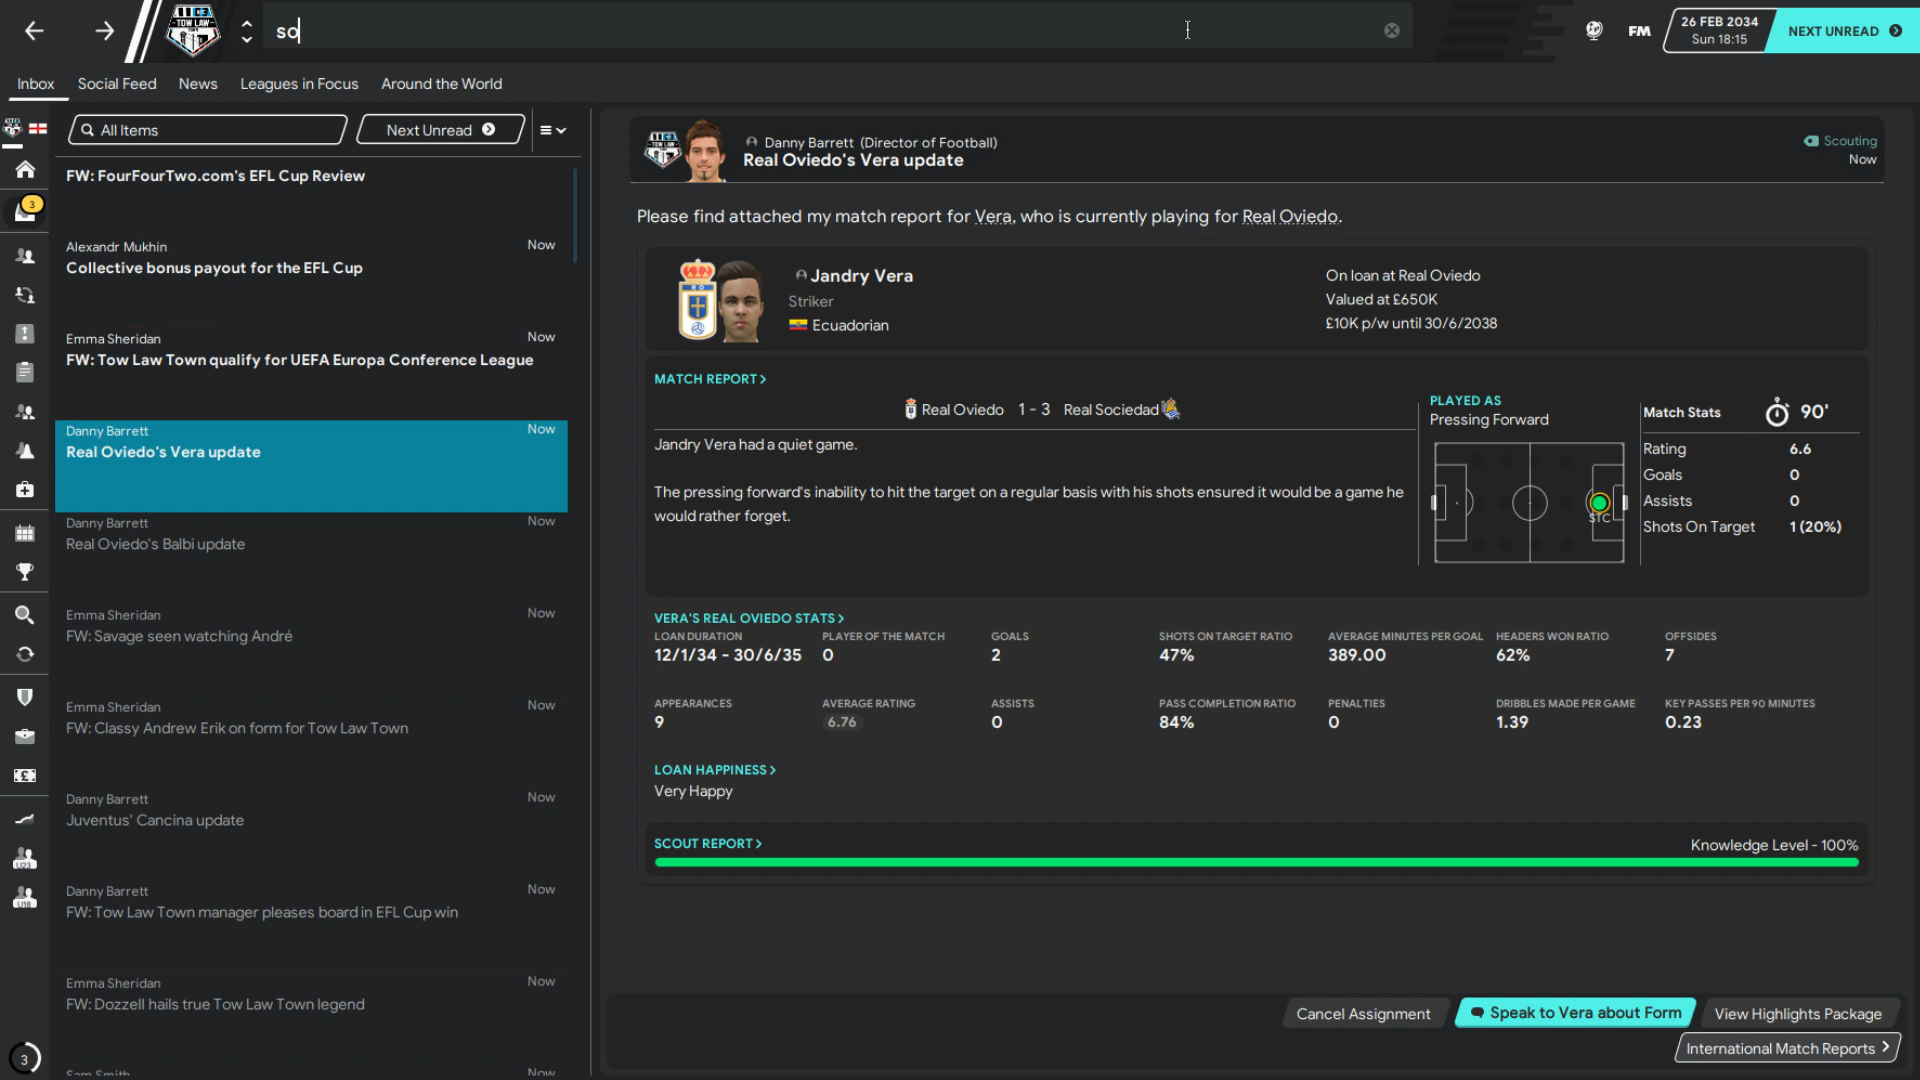 so
26 FEB 2034
Sun 18:15
FM
NEXT UNREAD
TOW LAW
Inbox
Social Feed
News
Leagues in Focus
Around the World
All Items
Next Unread
3
FW: FourFourTwo.com's EFL Cup Review
Alexandr Mukhin
Now
Collective bonus payout for the EFL Cup
Emma Sheridan
Now
FW: Tow Law Town qualify for UEFA Europa Conference League
Danny Barrett
Now
Real Oviedo's Vera update
Danny Barrett
Now
Real Oviedo's Balbi update
Emma Sheridan
Now
FW: Savage seen watching André
Emma Sheridan
Now
FW: Classy Andrew Erik on form for Tow Law Town
Danny Barrett
Now
Juventus' Cancina update
Danny Barrett
Now
FW: Tow Law Town manager pleases board in EFL Cup win
Emma Sheridan
Now
FW: Dozzell hails true Tow Law Town legend
Sam Smith
Now
U23
U18
3
Danny Barrett (Director of Football)
Real Oviedo's Vera update
Scouting
Now
Please find attached my match report for Vera, who is currently playing for Real Oviedo.
Jandry Vera
Striker
Ecuadorian
On loan at Real Oviedo
Valued at £650K
£10K p/w until 30/6/2038
MATCH REPORT
Real Oviedo 1 - 3 Real Sociedad
Jandry Vera had a quiet game.
The pressing forward's inability to hit the target on a regular basis with his shots ensured it would be a game he
would rather forget.
PLAYED AS
Pressing Forward
STC
Match Stats 90'
Rating 6.6
Goals 0
Assists 0
Shots On Target 1 (20%)
VERA'S REAL OVIEDO STATS
LOAN DURATION PLAYER OF THE MATCH GOALS SHOTS ON TARGET RATIO AVERAGE MINUTES PER GOAL HEADERS WON RATIO OFFSIDES
12/1/34 - 30/6/35 0 2 47% 389.00 62% 7
APPEARANCES AVERAGE RATING ASSISTS PASS COMPLETION RATIO PENALTIES DRIBBLES MADE PER GAME KEY PASSES PER 90 MINUTES
9 6.76 0 84% 0 1.39 0.23
LOAN HAPPINESS
Very Happy
SCOUT REPORT
Knowledge Level - 100%
Cancel Assignment
Speak to Vera about Form
View Highlights Package
International Match Reports